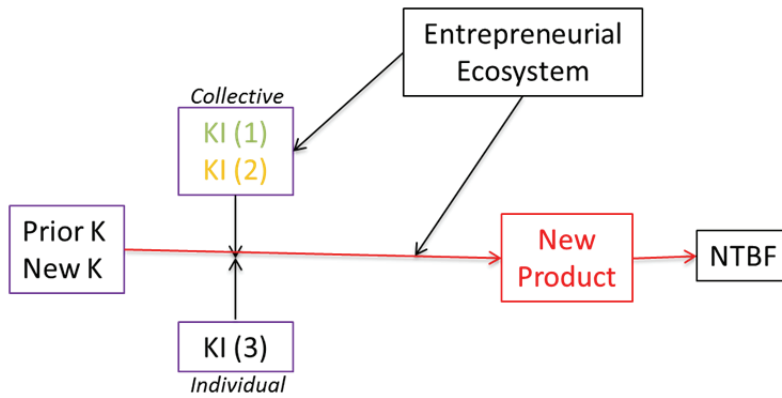 Entrepreneurial
Ecosystem
Collective
KI (1)
KI (2)
Prior K
New K
New
Product
NTBF
KI (3)
Individual